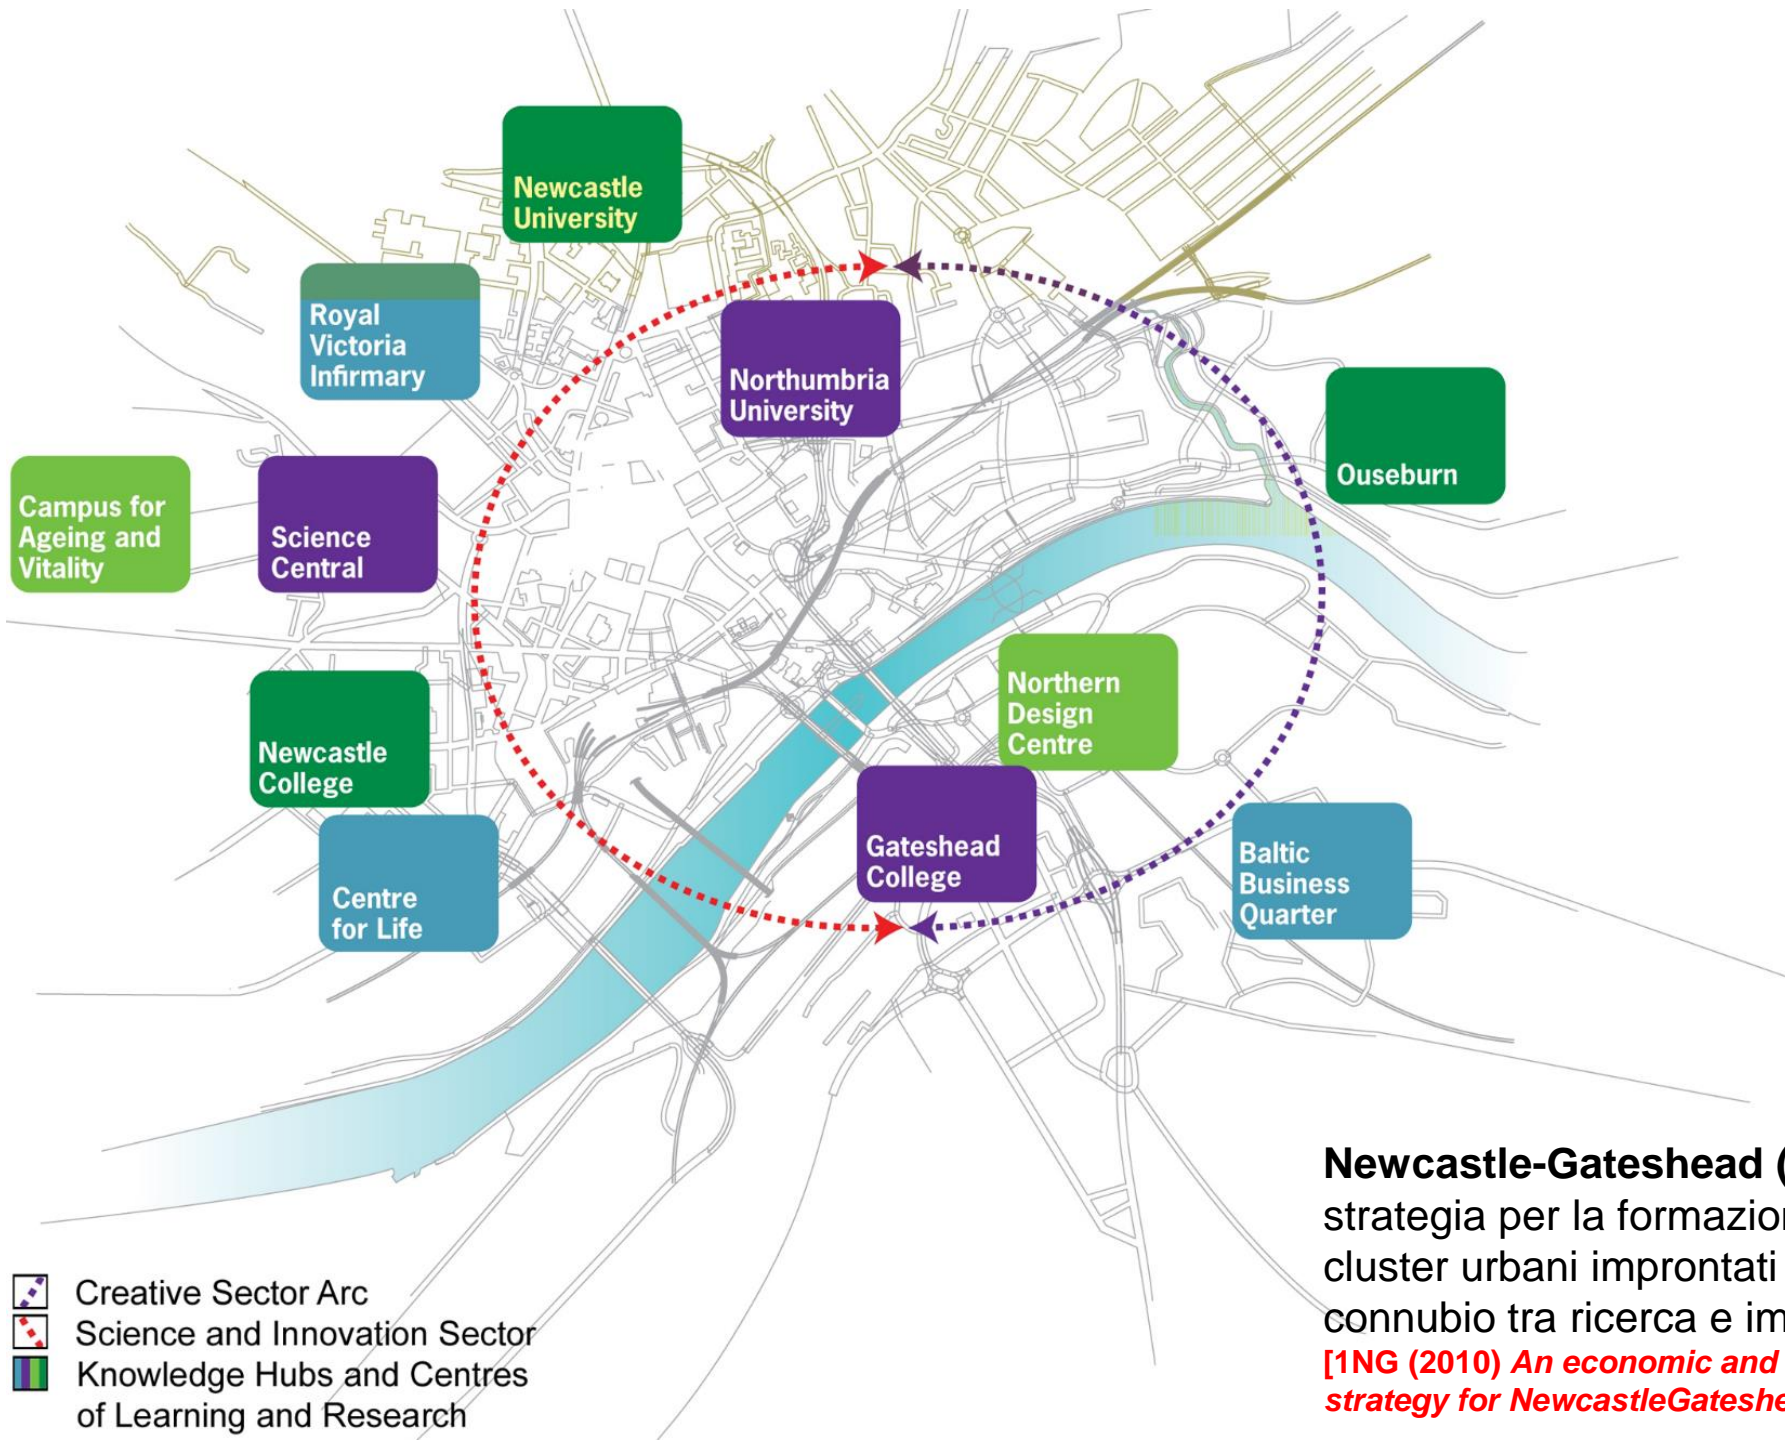 Newcastle
University
Royal
Victoria
Infirmary
Northumbria
University
Ouseburn
Campus for
Ageing and
Vitality
Science
Central
Northern
Design
Centre
Newcastle
College
Gateshead
College
Baltic
Business
Quarter
Centre
for Life
Newcastle-Gateshead (
strategia per la
cluster urbani improntati
connubio tra ricerca e
[1NG (2010) An economic and
strategy for
Creative Sector Arc
Science and Innovation Sector
Knowledge Hubs and Centres
of Learning and Research